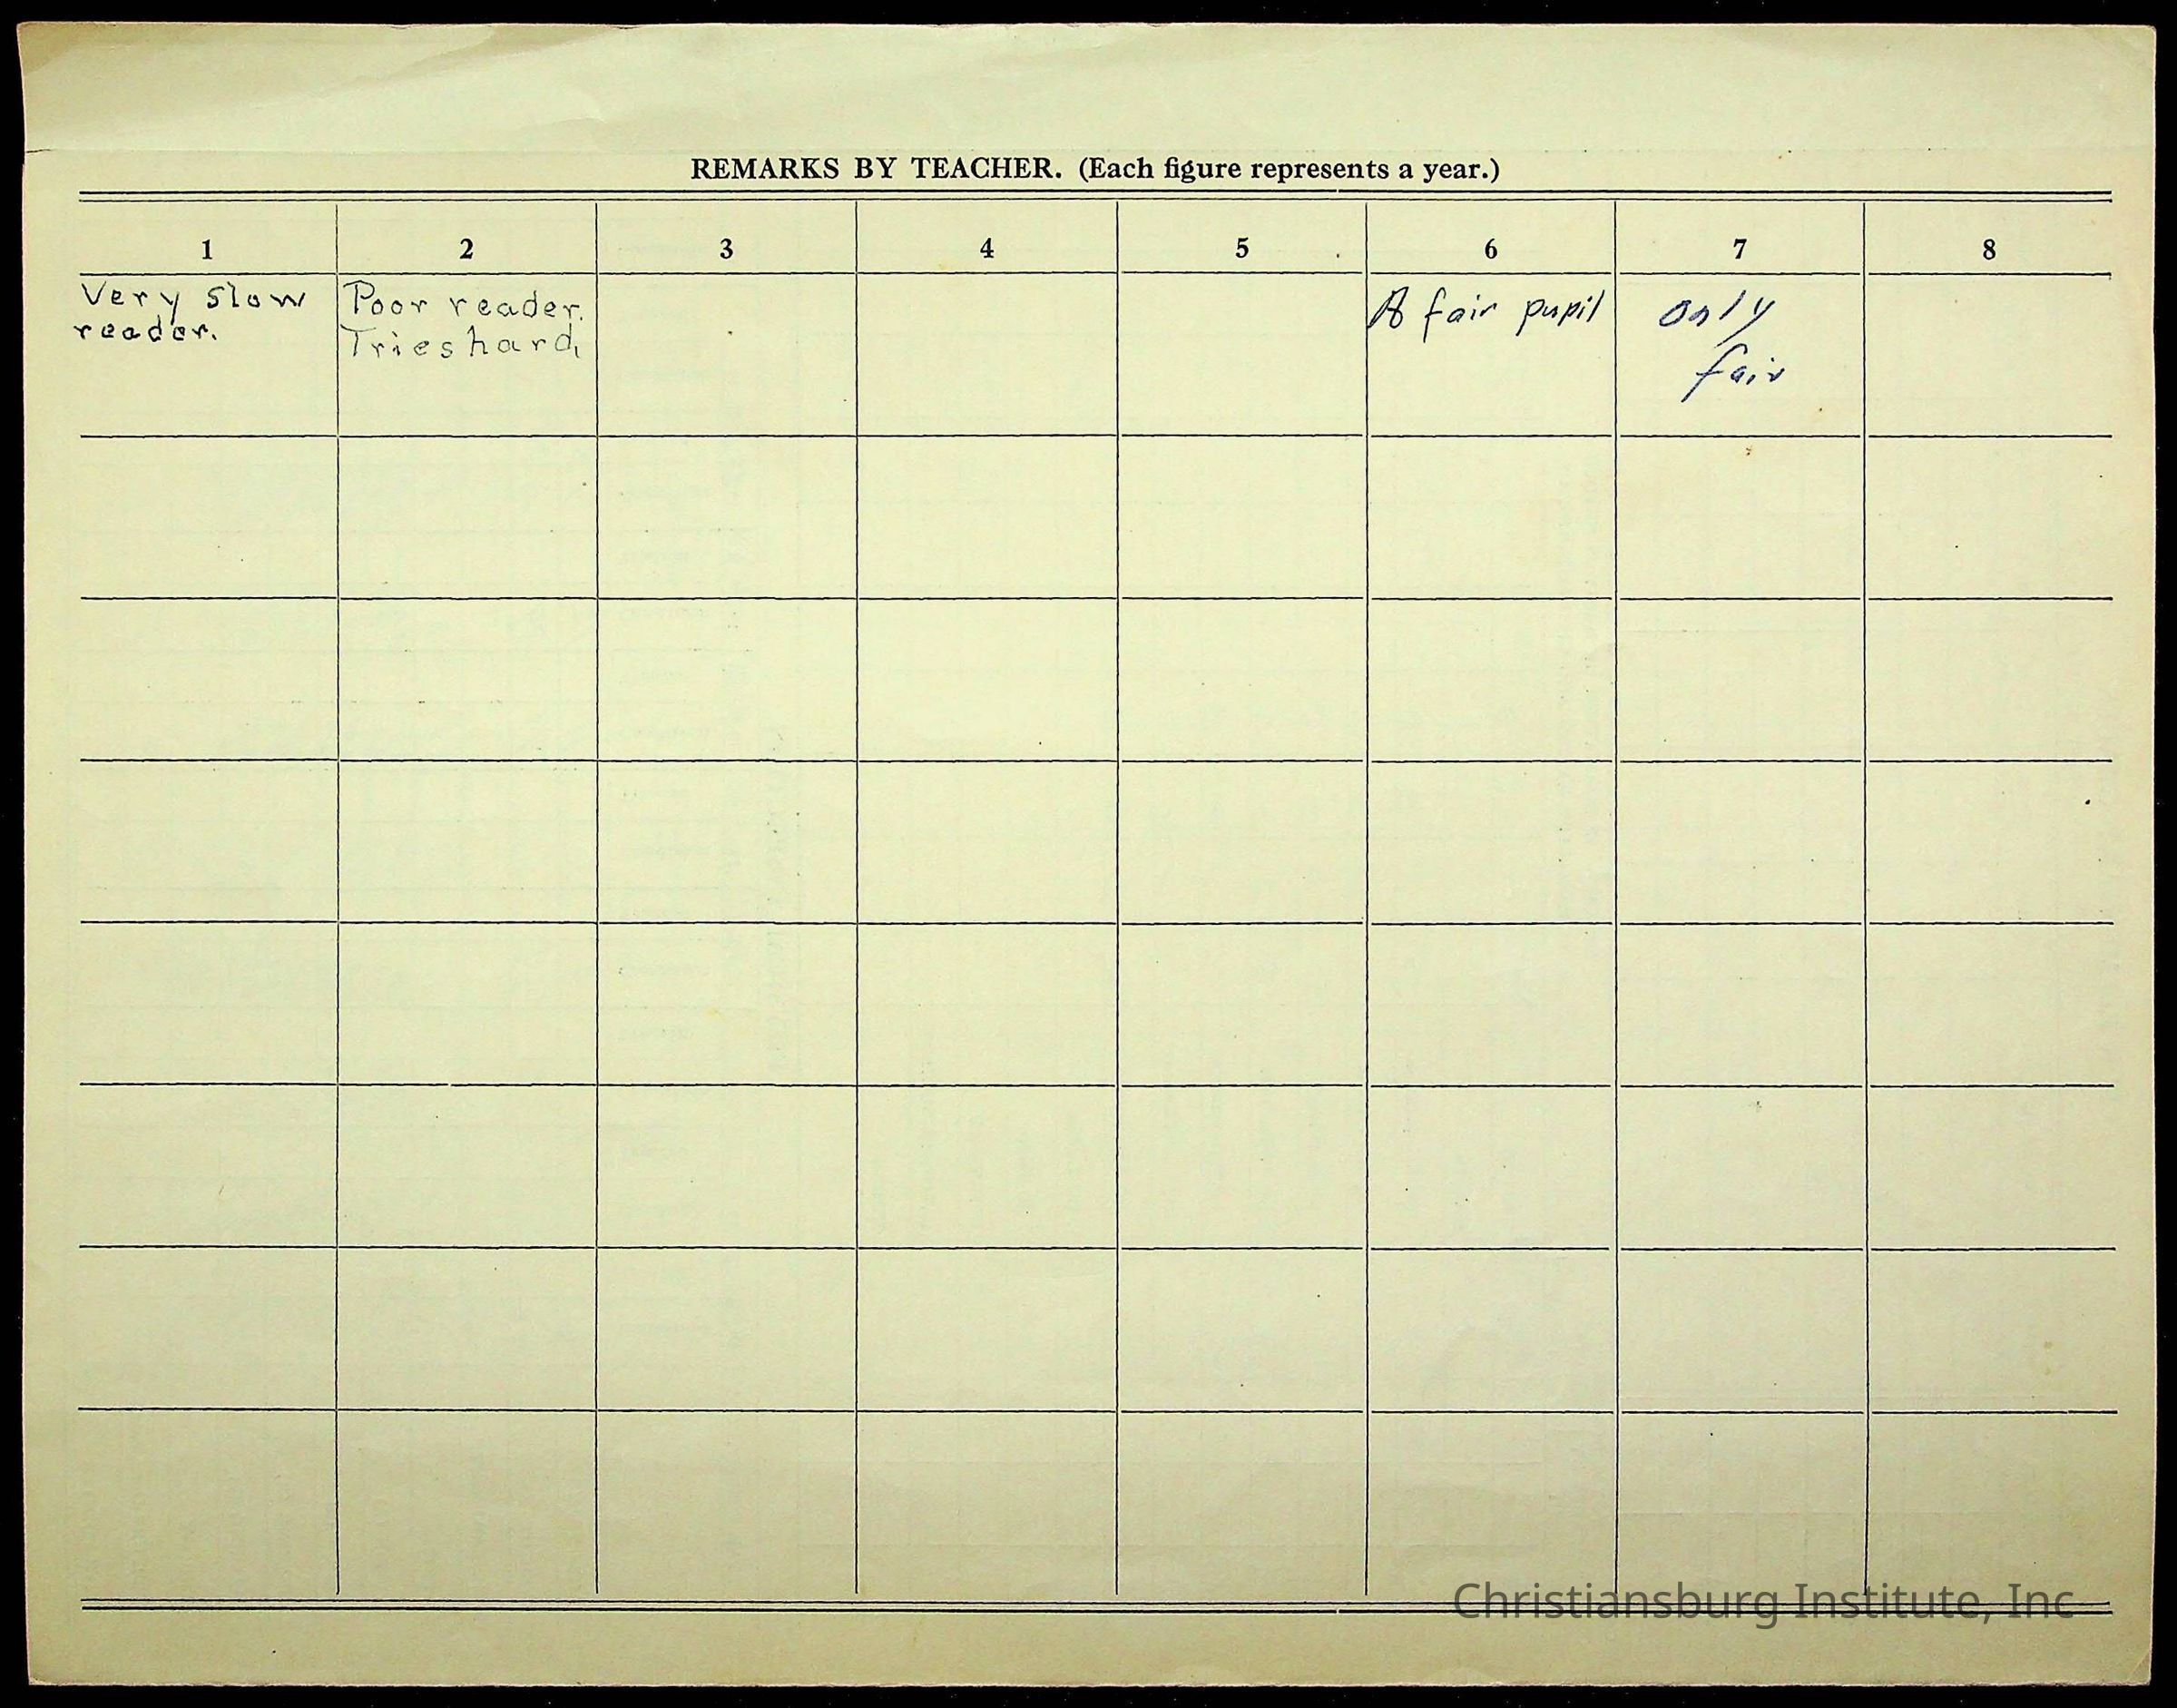 REMARKS BY TEACHER. (Each figure represents a year.)
1 2 3 4 5 6 7 8
Very slow
reader.
Poor reader.
Tries hard.
A fair pupil
only
fair
Christiansburg Institute, Inc